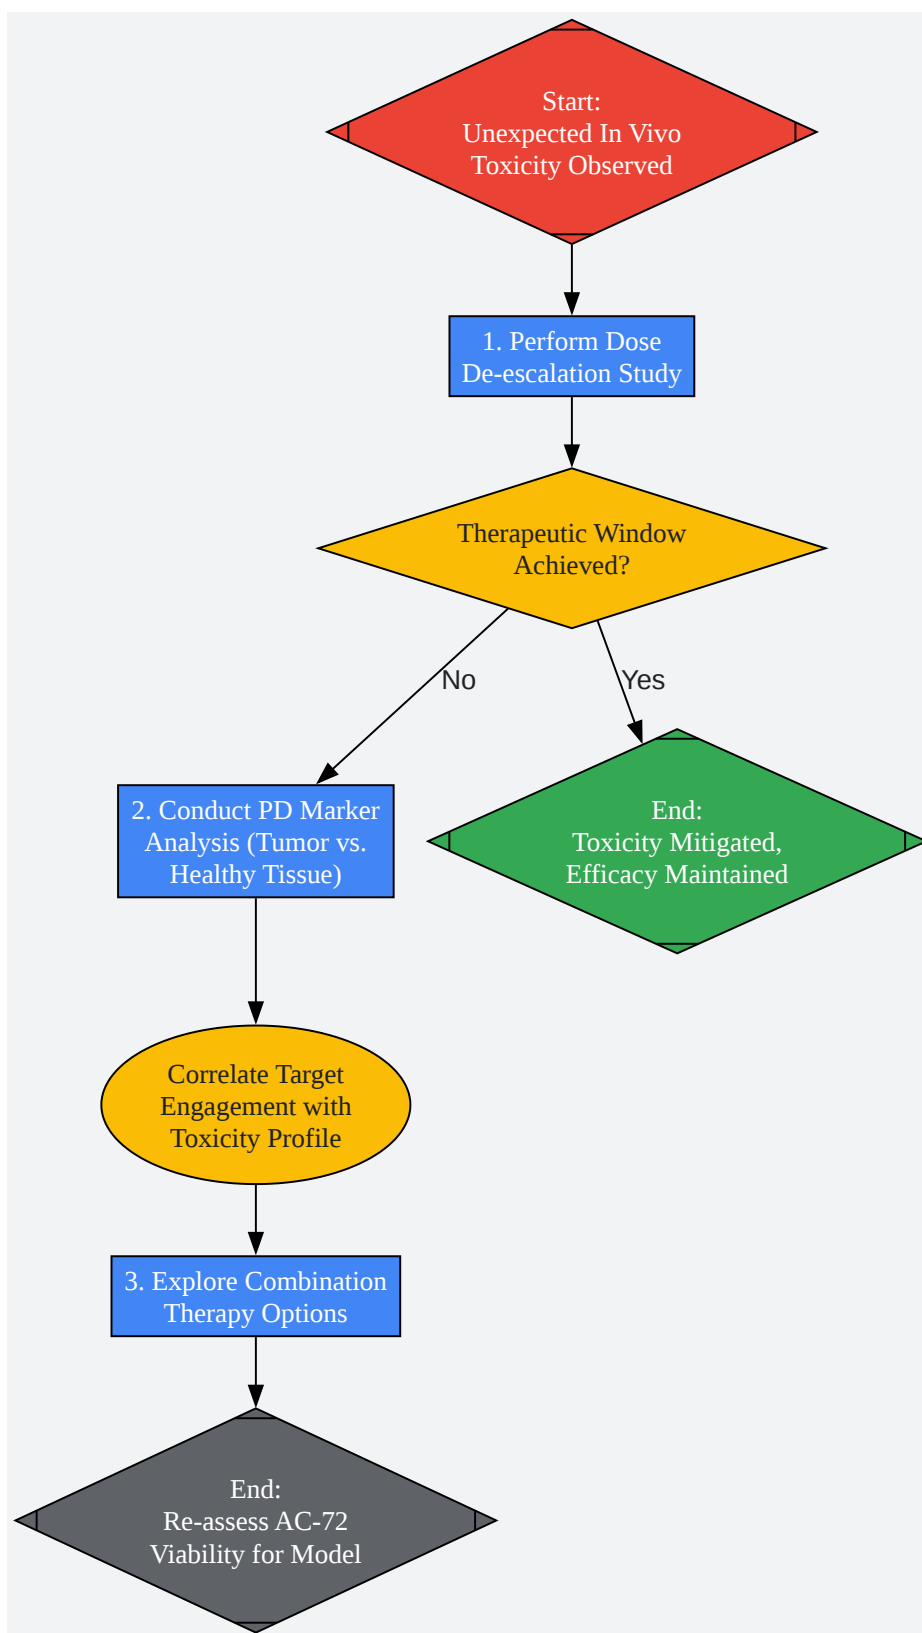 Start:
Unexpected In Vivo
Toxicity Observed
1. Perform Dose
De-escalation Study
Therapeutic Window
Achieved?
No
Yes
2. Conduct PD Marker
Analysis (Tumor vs.
Healthy Tissue)
End:
Toxicity Mitigated,
Efficacy Maintained
Correlate Target
Engagement with
Toxicity Profile
3. Explore Combination
Therapy Options
End:
Re-assess AC-72
Viability for Model